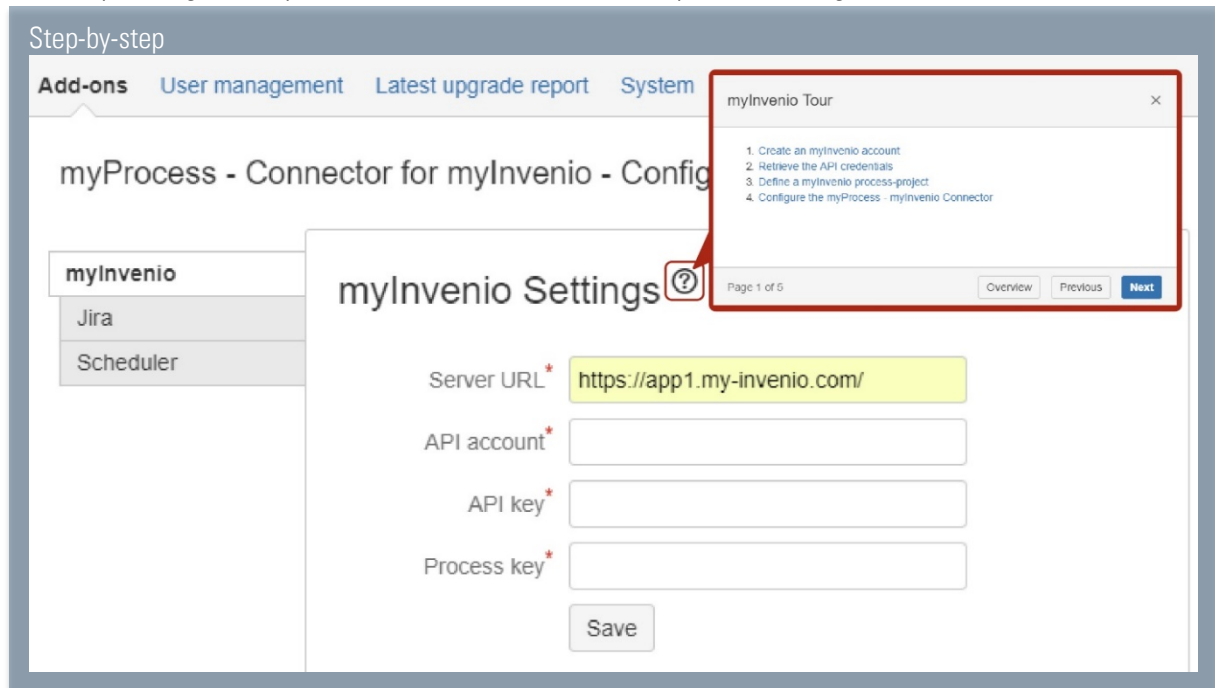 Step-by-step
Add-ons User management Latest upgrade report System
myProcess - Connector for myInvenio - Config
myInvenio Tour ×
1. Create an myInvenio account
2. Retrieve the API credentials
3. Define a myInvenio process-project
4. Configure the myProcess - myInvenio Connector
Page 1 of 5 Overview Previous Next
myInvenio
Jira
Scheduler
myInvenio Settings ?
Server URL* https://app1.my-invenio.com/
API account*
API key*
Process key*
Save